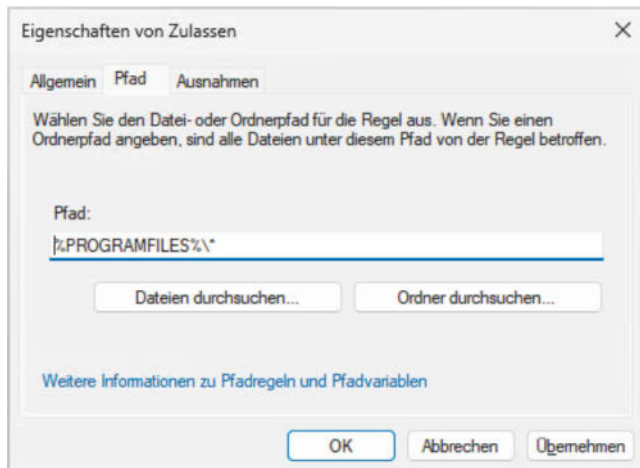 Eigenschaften von Zulassen
Allgemein Pfad Ausnahmen
Wählen Sie den Datei- oder Ordnerpfad für die Regel aus. Wenn Sie einen
Ordnerpfad angeben, sind alle Dateien unter diesem Pfad von der Regel betroffen.
Pfad:
%PROGRAMFILES%\*
Dateien durchsuchen... Ordner durchsuchen...
Weitere Informationen zu Pfadregeln und Pfadvariablen
OK Abbrechen Übernehmen